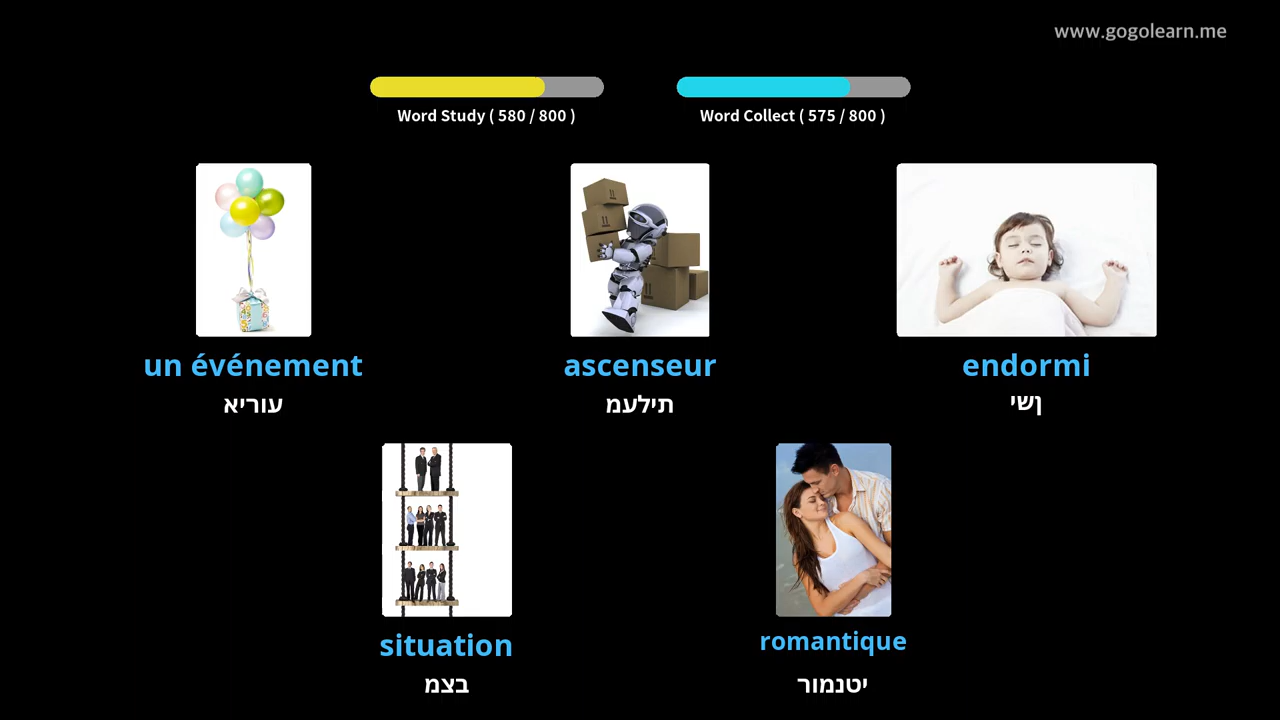 www.gogolearn.me
Word Study ( 580 / 800 )
Word Collect ( 575 / 800 )
un événement
ascenseur
endormi
עוריא
תילעמ
ןשי
situation
romantique
בצמ
יטנמור